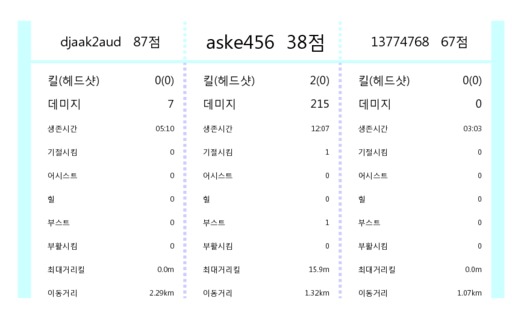 djaak2aud 87점 aske456 38점 13774768 67점
킬(헤드샷) 0(0) 킬(헤드샷) 2(0) 킬(헤드샷) 0(0)
데미지 7 데미지 215 데미지 0
생존시간 05:10 생존시간 12:07 생존시간 03:03
기절시킴 0 기절시킴 1 기절시킴 0
어시스트 0 어시스트 0 어시스트 0
힐 0 힐 0 힐 0
부스트 0 부스트 1 부스트 0
부활시킴 0 부활시킴 0 부활시킴 0
최대거리킬 0.0m 최대거리킬 15.9m 최대거리킬 0.0m
이동거리 2.29km 이동거리 1.32km 이동거리 1.07km